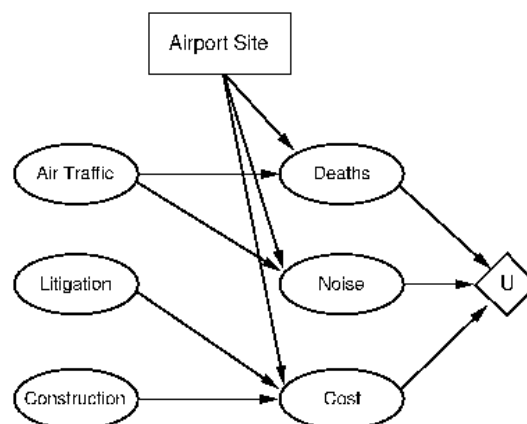 Airport Site
Air Traffic
Deaths
Litigation
Noise
U
Construction
Cost